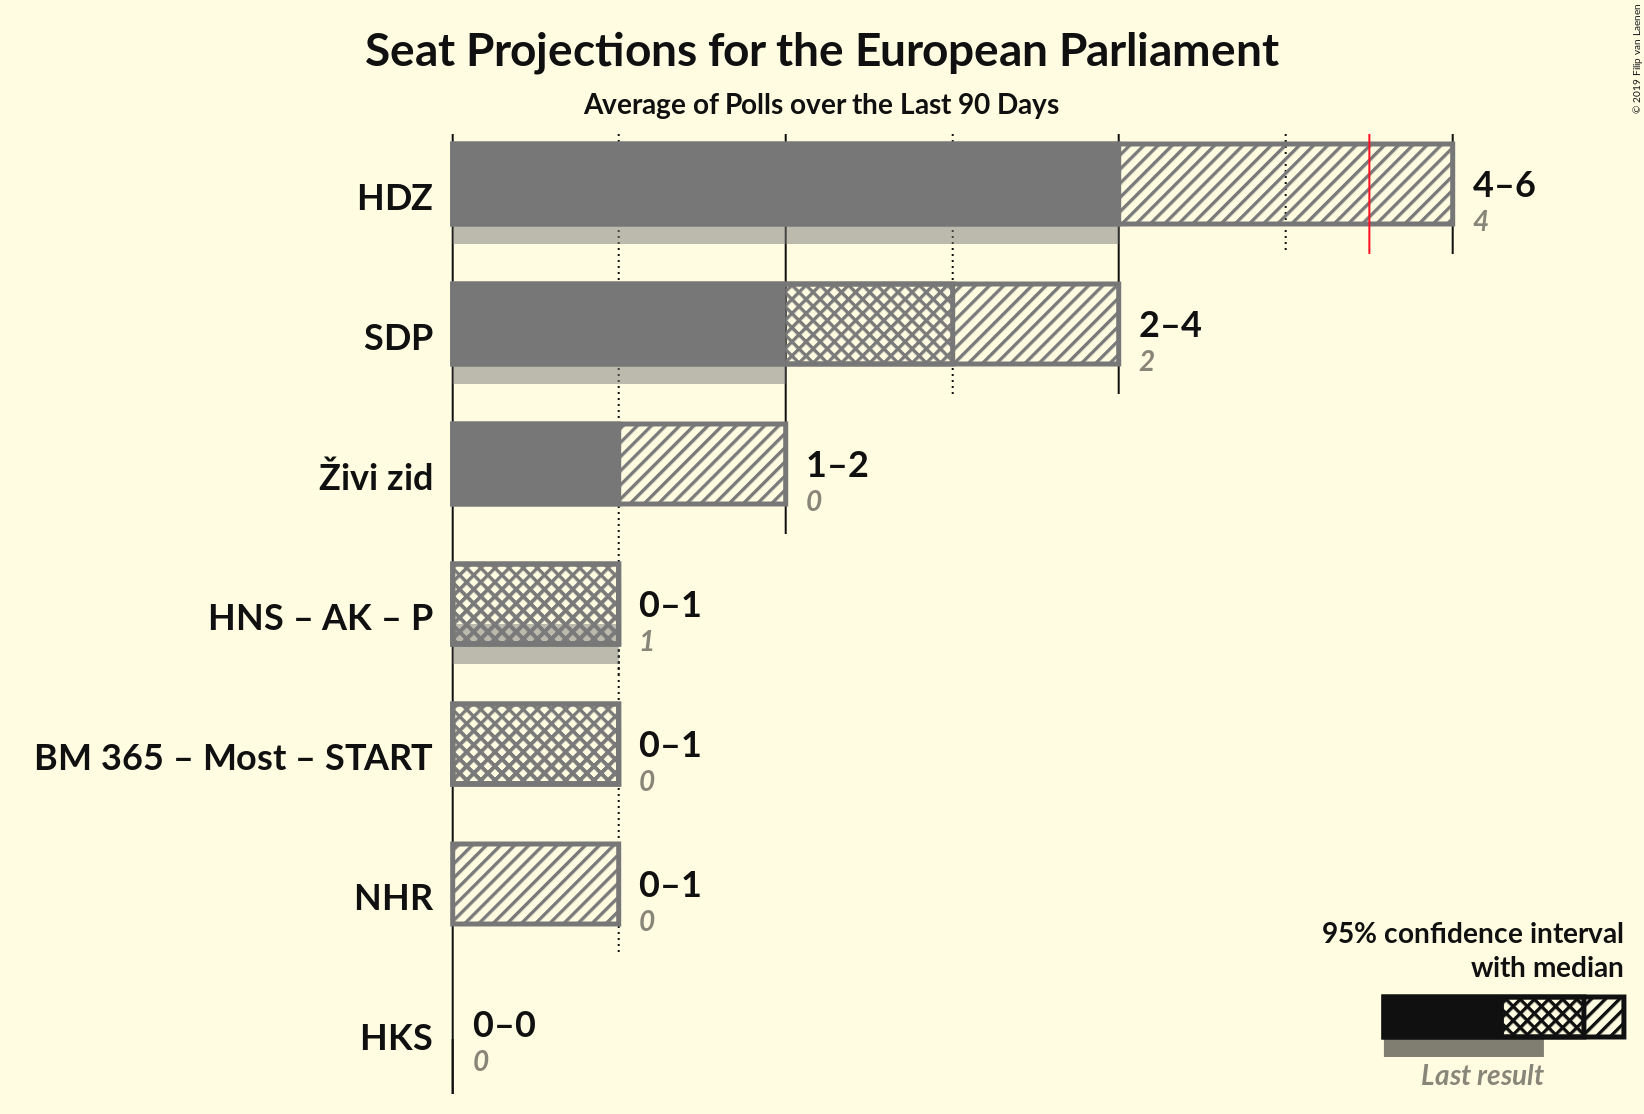 Seat Projections for the European Parliament
Average of Polls over the Last 90 Days
© 2019 Filip van Laenen
HDZ
4–6
4
SDP
2–4
2
Živi zid
1–2
0
HNS – AK – P
0–1
1
BM 365 – Most – START
0–1
0
NHR
0–1
0
HKS
0–0
0
95% confidence interval
with median
Last result